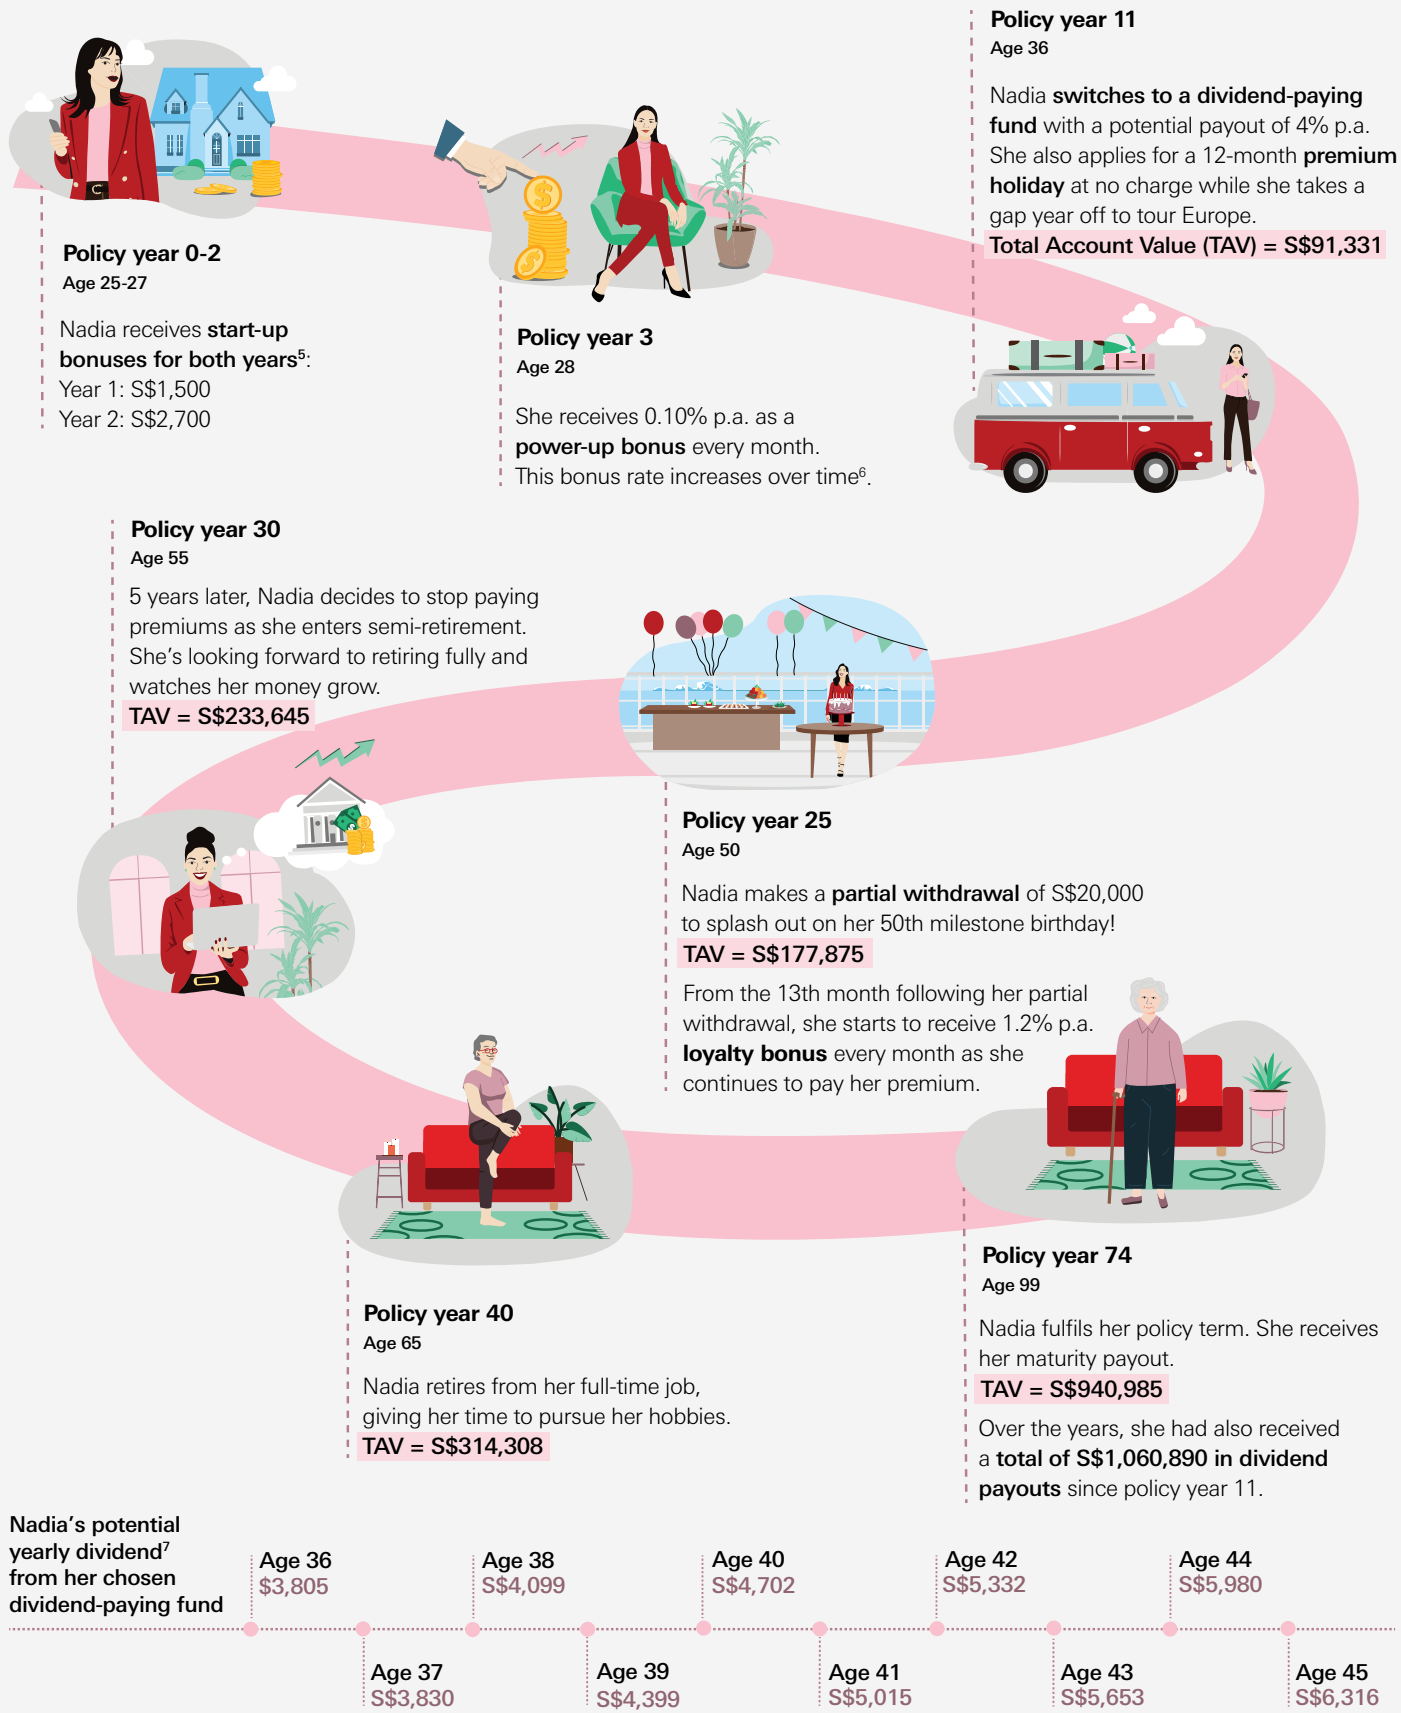 Policy year 0-2
Age 25-27
Nadia receives start-up
bonuses for both years⁵:
Year 1: S$1,500
Year 2: S$2,700
Policy year 3
Age 28
She receives 0.10% p.a. as a
power-up bonus every month.
This bonus rate increases over time⁶.
Policy year 11
Age 36
Nadia switches to a dividend-paying
fund with a potential payout of 4% p.a.
She also applies for a 12-month premium
holiday at no charge while she takes a
gap year off to tour Europe.
Total Account Value (TAV) = S$91,331
Policy year 25
Age 50
Nadia makes a partial withdrawal of S$20,000
to splash out on her 50th milestone birthday!
TAV = S$177,875
From the 13th month following her partial
withdrawal, she starts to receive 1.2% p.a.
loyalty bonus every month as she
continues to pay her premium.
Policy year 30
Age 55
5 years later, Nadia decides to stop paying
premiums as she enters semi-retirement.
She's looking forward to retiring fully and
watches her money grow.
TAV = S$233,645
Policy year 40
Age 65
Nadia retires from her full-time job,
giving her time to pursue her hobbies.
TAV = S$314,308
Policy year 74
Age 99
Nadia fulfils her policy term. She receives
her maturity payout.
TAV = S$940,985
Over the years, she had also received
a total of S$1,060,890 in dividend
payouts since policy year 11.
Nadia's potential
yearly dividend⁷
from her chosen
dividend-paying fund
Age 36
$3,805
Age 37
S$3,830
Age 38
S$4,099
Age 39
S$4,399
Age 40
S$4,702
Age 41
S$5,015
Age 42
S$5,332
Age 43
S$5,653
Age 44
S$5,980
Age 45
S$6,316